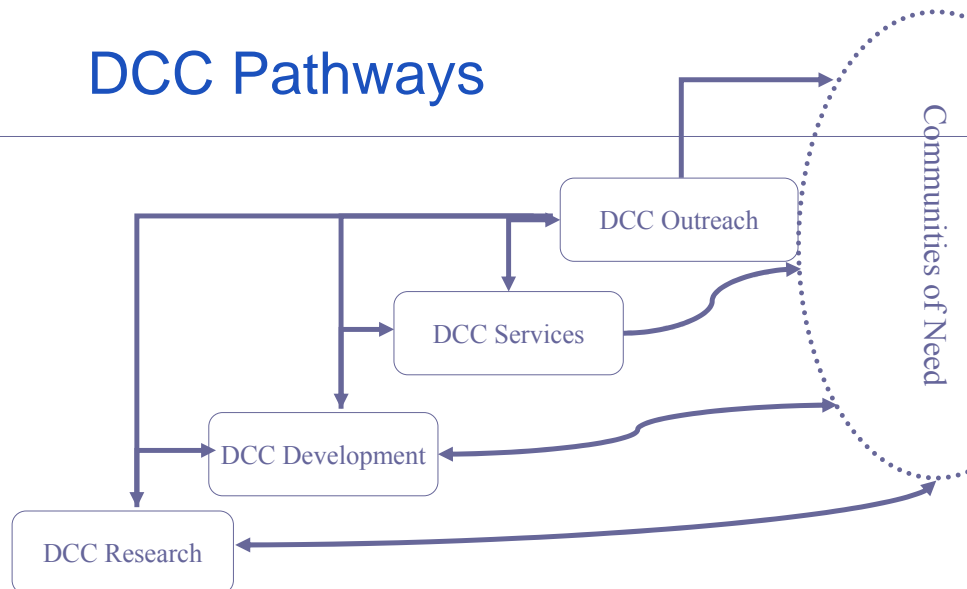 DCC Pathways
Communities of Need
DCC Outreach
DCC Services
DCC Development
DCC Research